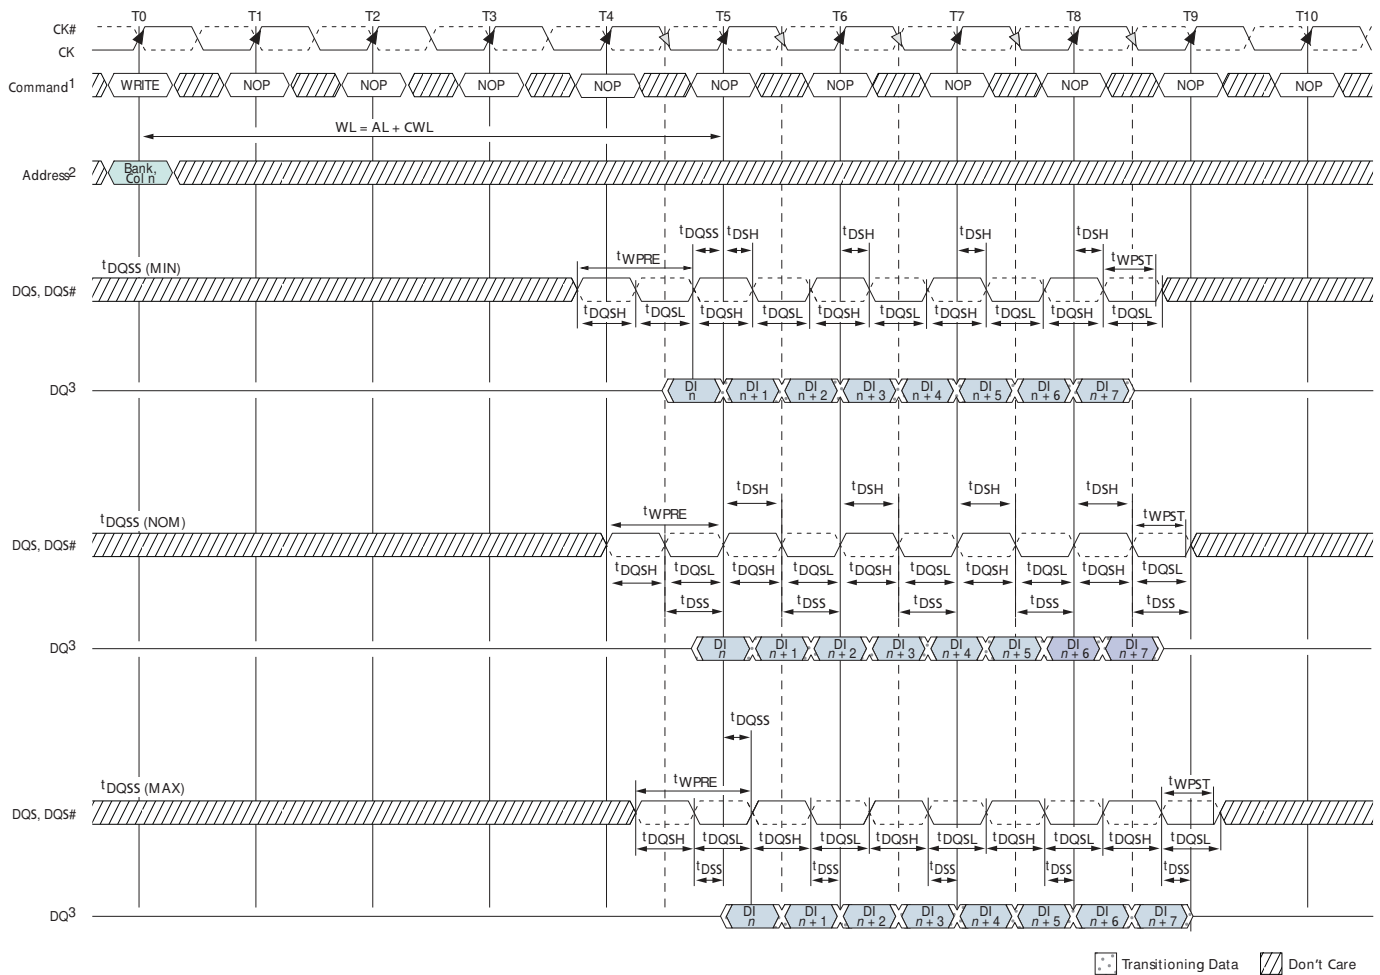 T0 T1 T2 T3 T4 T5 T6 T7 T8 T9 T10
CK#
CK
Command1 WRITE NOP NOP NOP NOP NOP NOP NOP NOP NOP NOP
WL = AL + CWL
Address2 Bank, Col n
tDQSS tDSH tDSH tDSH tDSH
tDQSS (MIN) tWPRE tWPST
DQS, DQS#
tDQSH tDQSL tDQSH tDQSL tDQSH tDQSL tDQSH tDQSL tDQSH tDQSL
DQ3 DI n DI n + 1 DI n + 2 DI n + 3 DI n + 4 DI n + 5 DI n + 6 DI n + 7
tDSH tDSH tDSH tDSH
tDQSS (NOM) tWPRE tWPST
DQS, DQS#
tDQSH tDQSL tDQSH tDQSL tDQSH tDQSL tDQSH tDQSL tDQSH tDQSL
tDSS tDSS tDSS tDSS tDSS
DQ3 DI n DI n + 1 DI n + 2 DI n + 3 DI n + 4 DI n + 5 DI n + 6 DI n + 7
tDQSS
tDQSS (MAX) tWPRE tWPST
DQS, DQS#
tDQSH tDQSL tDQSH tDQSL tDQSH tDQSL tDQSH tDQSL tDQSH tDQSL
tDSS tDSS tDSS tDSS tDSS
DQ3 DI n DI n + 1 DI n + 2 DI n + 3 DI n + 4 DI n + 5 DI n + 6 DI n + 7
Transitioning Data Don't Care